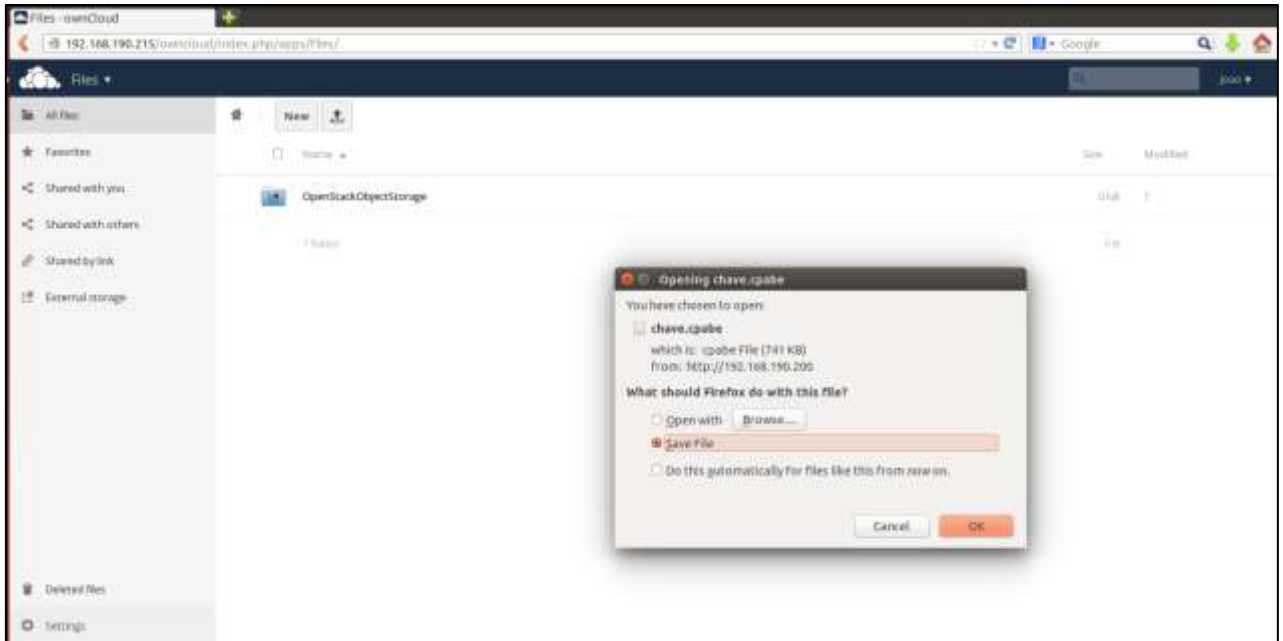 Files - ownCloud
192.168.190.215/owncloud/index.php/apps/files/
Google
Files
Joao
All files
New
Name
Size
Modified
Favorites
Shared with you
OpenStackObjectStorage
?
Shared with others
1 folder
Shared by link
External storage
Opening chave.cpabe
You have chosen to open:
chave.cpabe
which is: cpabe File (741 KB)
from: http://192.168.190.200
What should Firefox do with this file?
Open with
Browse...
Save File
Do this automatically for files like this from now on.
Cancel
OK
Deleted files
Settings